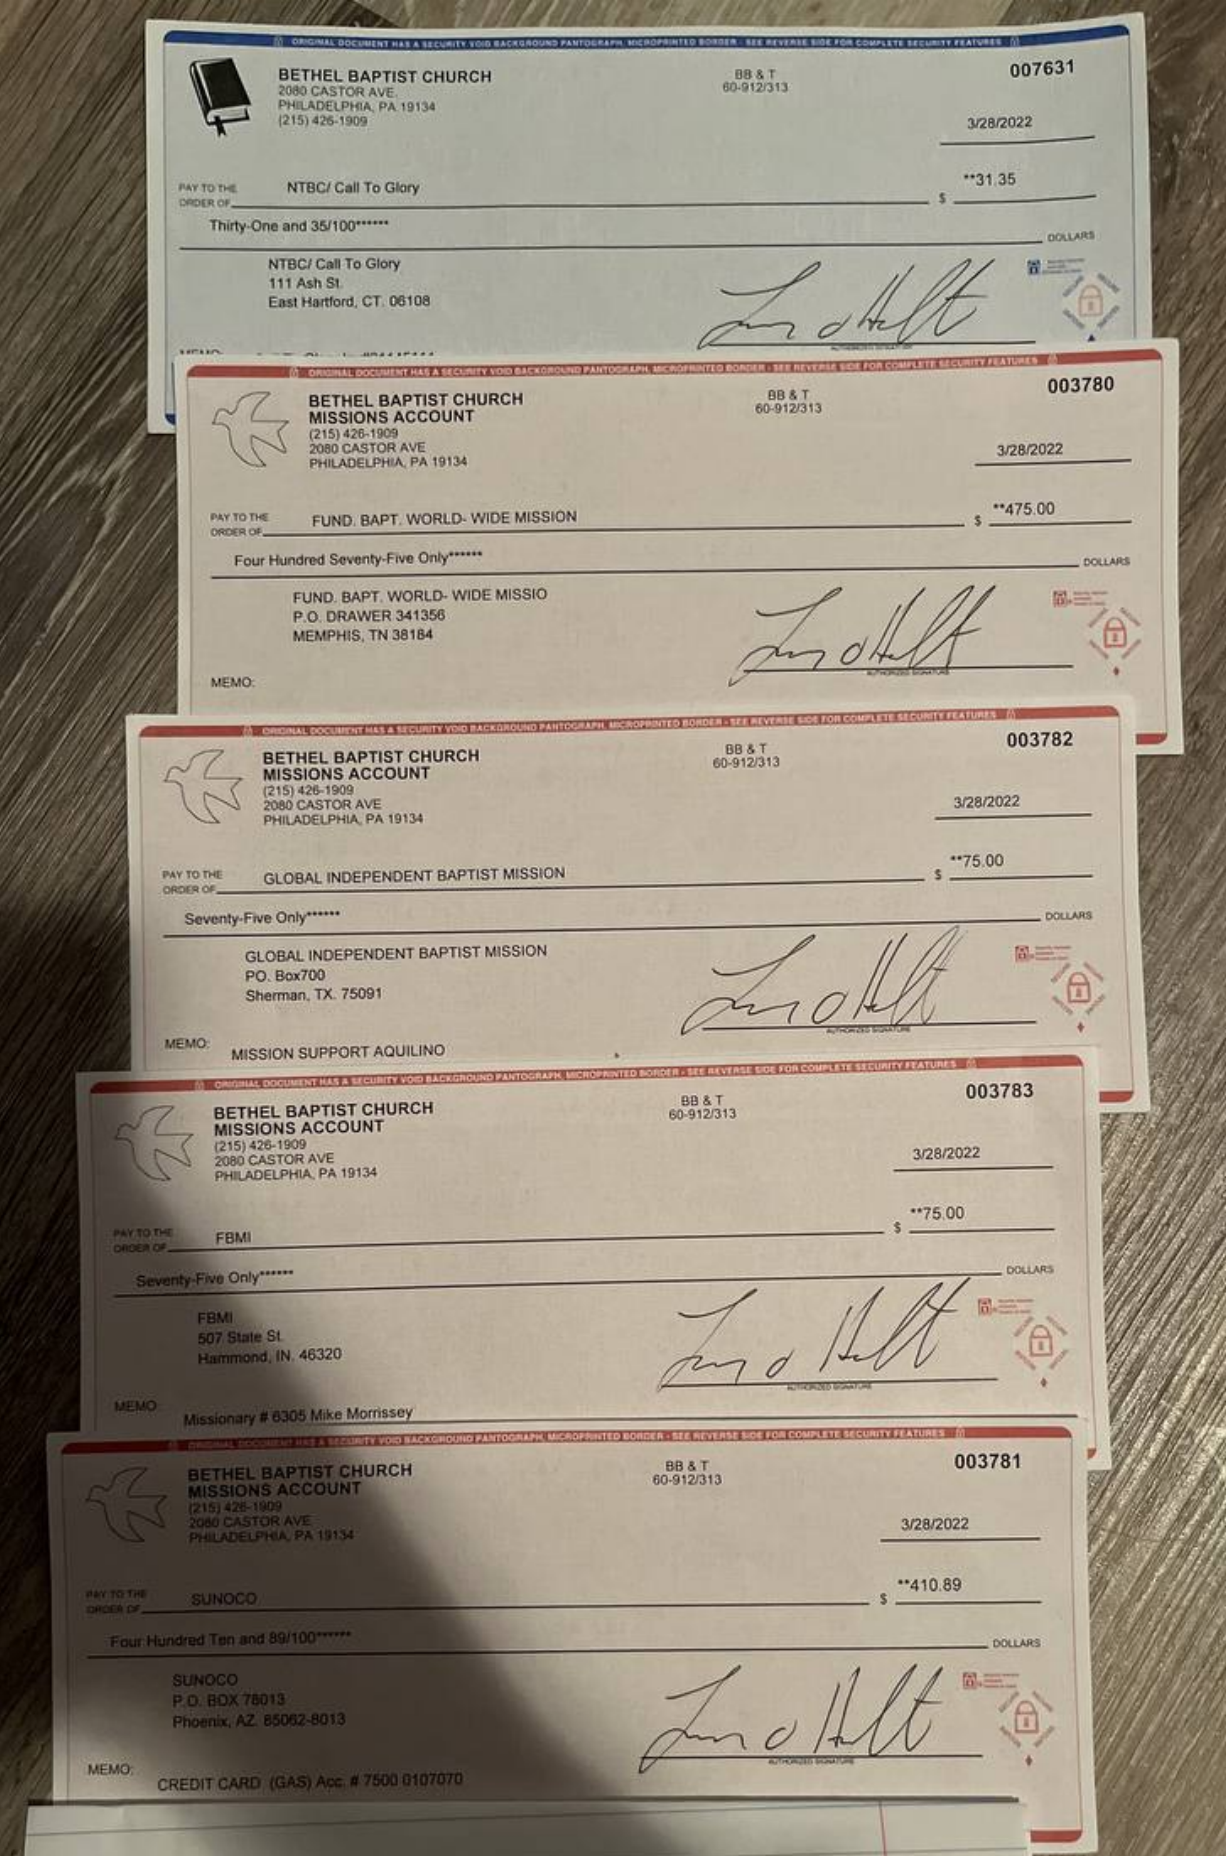 ORIGINAL DOCUMENT HAS A SECURITY VOID BACKGROUND PANTOGRAPH, MICROPRINTED BORDER - SEE REVERSE SIDE FOR COMPLETE SECURITY FEATURES
BETHEL BAPTIST CHURCH
2080 CASTOR AVE.
PHILADELPHIA, PA 19134
(215) 426-1909
BB & T
60-912/313
007631
3/28/2022
PAY TO THE
ORDER OF
NTBC/ Call To Glory
$ **31.35
Thirty-One and 35/100******
DOLLARS
NTBC/ Call To Glory
111 Ash St.
East Hartford, CT. 06108
AUTHORIZED SIGNATURE
MEMO:
ORIGINAL DOCUMENT HAS A SECURITY VOID BACKGROUND PANTOGRAPH, MICROPRINTED BORDER - SEE REVERSE SIDE FOR COMPLETE SECURITY FEATURES
BETHEL BAPTIST CHURCH
MISSIONS ACCOUNT
(215) 426-1909
2080 CASTOR AVE
PHILADELPHIA, PA 19134
BB & T
60-912/313
003780
3/28/2022
PAY TO THE
ORDER OF
FUND. BAPT. WORLD- WIDE MISSION
$ **475.00
Four Hundred Seventy-Five Only******
DOLLARS
FUND. BAPT. WORLD- WIDE MISSIO
P.O. DRAWER 341356
MEMPHIS, TN 38184
AUTHORIZED SIGNATURE
MEMO:
ORIGINAL DOCUMENT HAS A SECURITY VOID BACKGROUND PANTOGRAPH, MICROPRINTED BORDER - SEE REVERSE SIDE FOR COMPLETE SECURITY FEATURES
BETHEL BAPTIST CHURCH
MISSIONS ACCOUNT
(215) 426-1909
2080 CASTOR AVE
PHILADELPHIA, PA 19134
BB & T
60-912/313
003782
3/28/2022
PAY TO THE
ORDER OF
GLOBAL INDEPENDENT BAPTIST MISSION
$ **75.00
Seventy-Five Only******
DOLLARS
GLOBAL INDEPENDENT BAPTIST MISSION
PO. Box700
Sherman, TX. 75091
AUTHORIZED SIGNATURE
MEMO: MISSION SUPPORT AQUILINO
ORIGINAL DOCUMENT HAS A SECURITY VOID BACKGROUND PANTOGRAPH, MICROPRINTED BORDER - SEE REVERSE SIDE FOR COMPLETE SECURITY FEATURES
BETHEL BAPTIST CHURCH
MISSIONS ACCOUNT
(215) 426-1909
2080 CASTOR AVE
PHILADELPHIA, PA 19134
BB & T
60-912/313
003783
3/28/2022
PAY TO THE
ORDER OF
FBMI
$ **75.00
Seventy-Five Only******
DOLLARS
FBMI
507 State St.
Hammond, IN. 46320
AUTHORIZED SIGNATURE
MEMO: Missionary # 6305 Mike Morrissey
ORIGINAL DOCUMENT HAS A SECURITY VOID BACKGROUND PANTOGRAPH, MICROPRINTED BORDER - SEE REVERSE SIDE FOR COMPLETE SECURITY FEATURES
BETHEL BAPTIST CHURCH
MISSIONS ACCOUNT
(215) 426-1909
2080 CASTOR AVE
PHILADELPHIA, PA 19134
BB & T
60-912/313
003781
3/28/2022
PAY TO THE
ORDER OF
SUNOCO
$ **410.89
Four Hundred Ten and 89/100******
DOLLARS
SUNOCO
P.O. BOX 78013
Phoenix, AZ. 85062-8013
AUTHORIZED SIGNATURE
MEMO: CREDIT CARD (GAS) Acc. # 7500 0107070